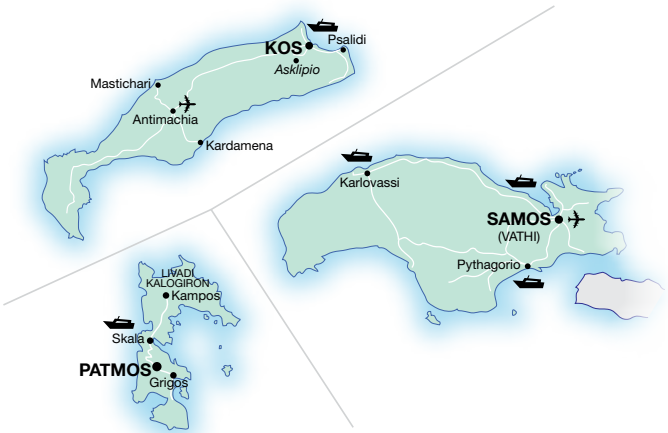 KOS
Psalidi
Asklipio
Mastichari
Antimachia
Kardamena
Karlovassi
SAMOS
(VATHI)
Pythagorio
LIVADI
KALOGIRON
Kampos
Skala
PATMOS
Grigos